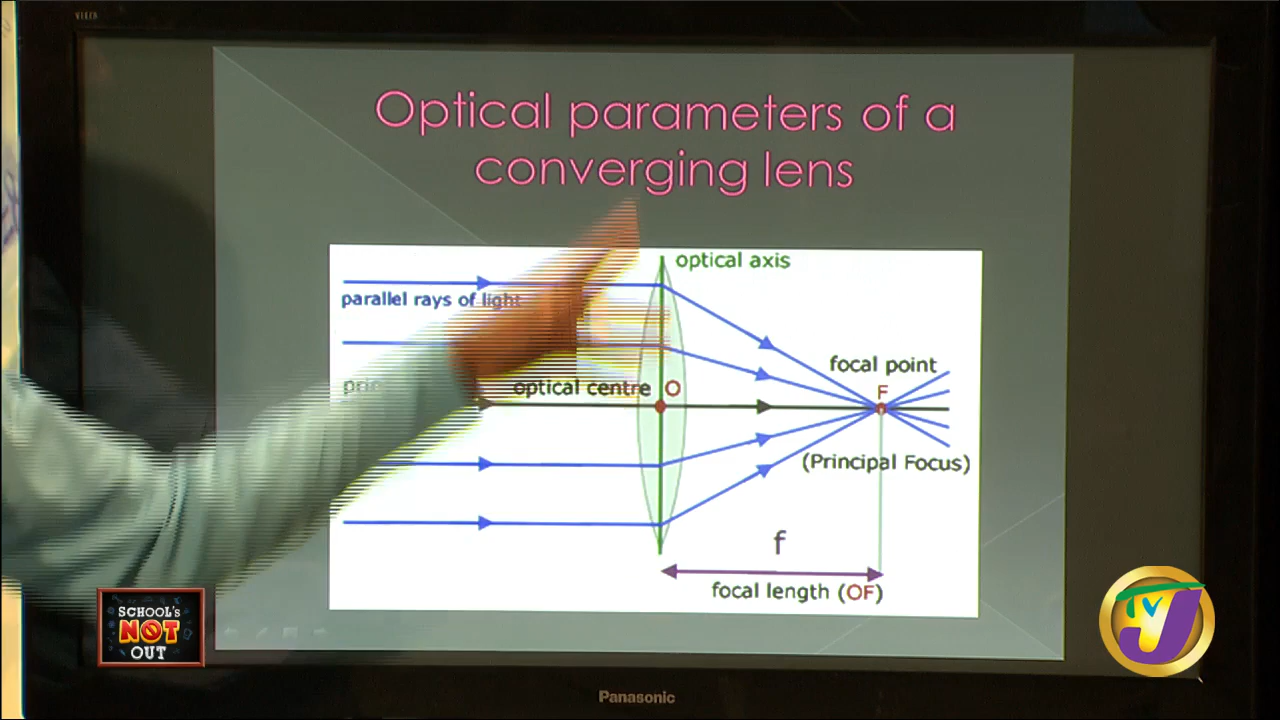 Optical parameters of a
converging lens
optical axis
parallel rays of light
focal point
optical centre O
F
(Principal Focus)
f
focal length (OF)
SCHOOL'S
NOT
OUT
TVJ
Panasonic